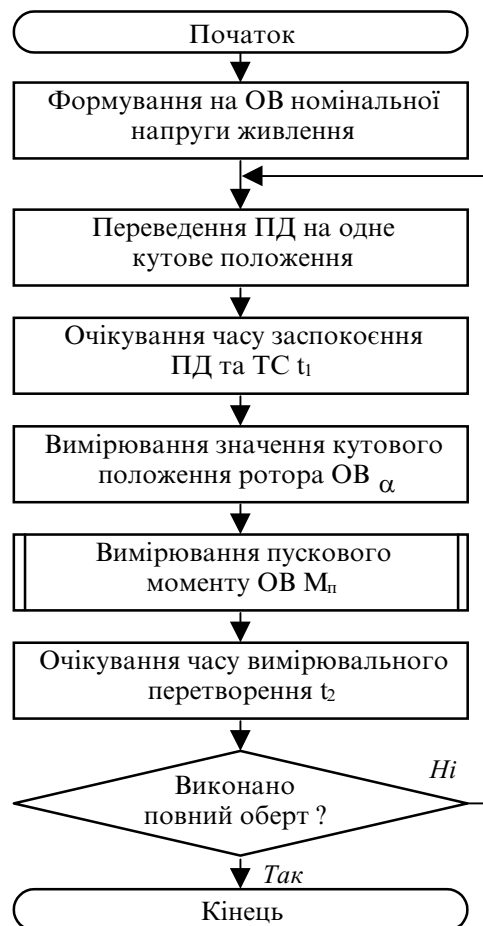 Початок
Формування на ОВ номінальної
напруги живлення
Переведення ПД на одне
кутове положення
Очікування часу заспокоєння
ПД та ТС t₁
Вимірювання значення кутового
положення ротора ОВ α
Вимірювання пускового
моменту ОВ Мп
Очікування часу вимірювального
перетворення t₂
Виконано
повний оберт ?
Ні
Так
Кінець